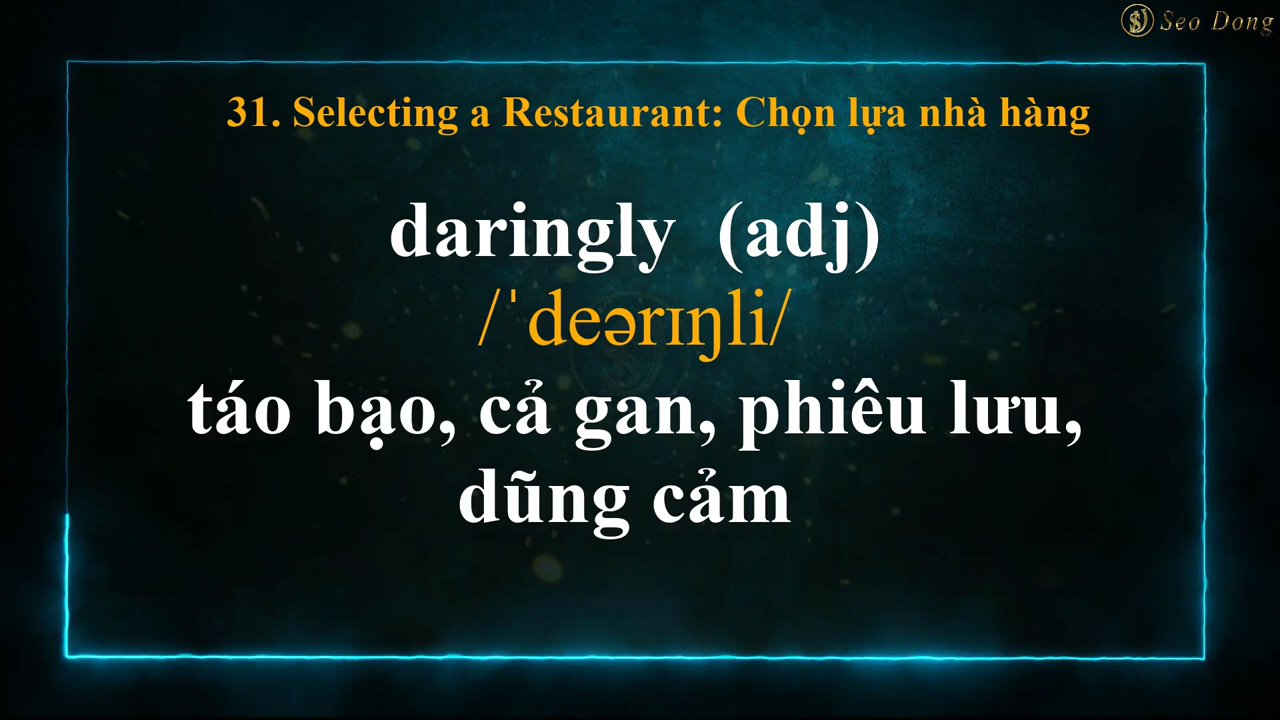 Seo Dong
31. Selecting a Restaurant: Chọn lựa nhà hàng
daringly (adj)
/ˈdeərɪŋli/
táo bạo, cả gan, phiêu lưu,
dũng cảm